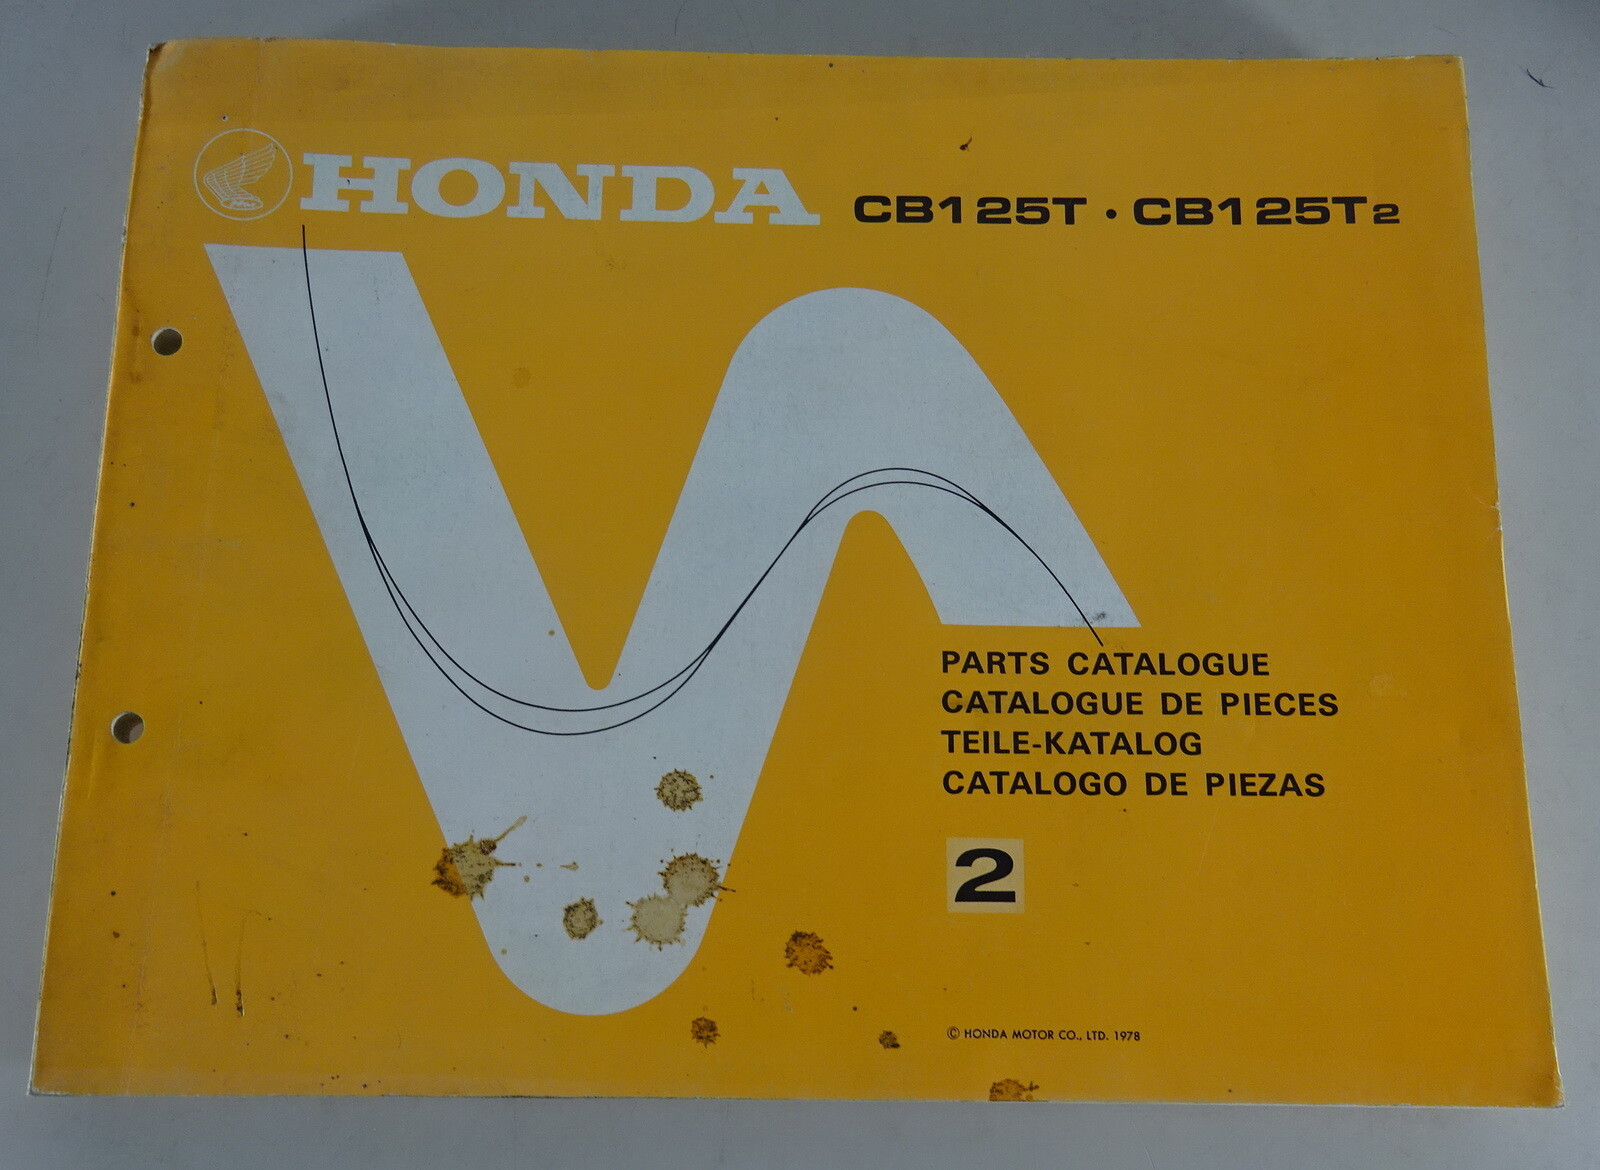 HONDA CB125T · CB125T2
PARTS CATALOGUE
CATALOGUE DE PIECES
TEILE-KATALOG
CATALOGO DE PIEZAS
2
© HONDA MOTOR CO., LTD. 1978